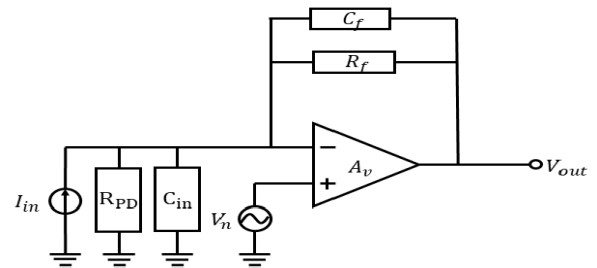 C_f
R_f
−
A_v
+
V_out
I_in
R_PD
C_in
V_n